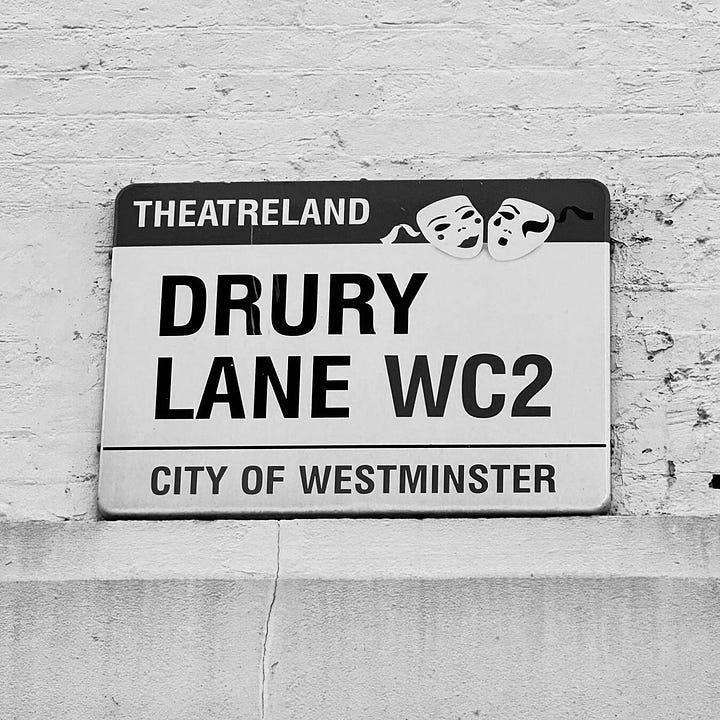 THEATRELAND
DRURY
LANE WC2
CITY OF WESTMINSTER